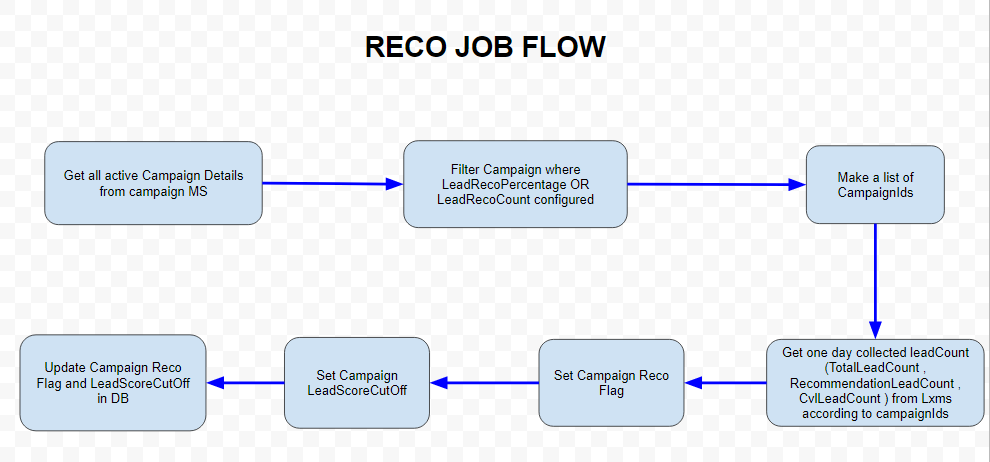 RECO JOB FLOW
Get all active Campaign Details
from campaign MS
Filter Campaign where
LeadRecoPercentage OR
LeadRecoCount configured
Make a list of
CampaignIds
Get one day collected leadCount
(TotalLeadCount ,
RecommendationLeadCount ,
CvlLeadCount ) from Lxms
according to campaignIds
Set Campaign Reco
Flag
Set Campaign
LeadScoreCutOff
Update Campaign Reco
Flag and LeadScoreCutOff
in DB